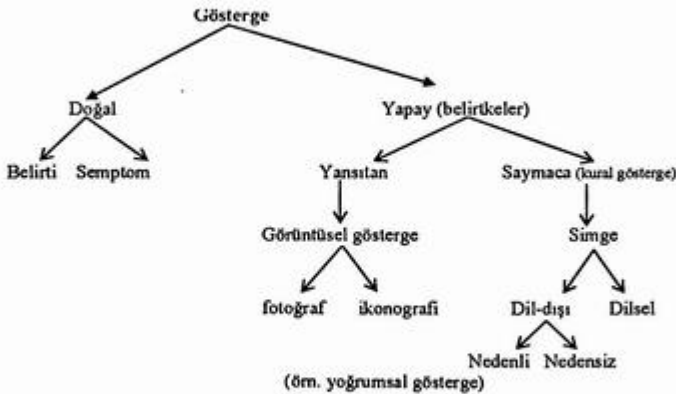 Gösterge
Doğal Yapay (belirtkeler)
Belirti Semptom Yansıtan Saymaca (kural gösterge)
Görüntüsel gösterge Simge
fotoğraf ikonografi Dil-dışı Dilsel
Nedenli Nedensiz
(örn. yoğrumsal gösterge)